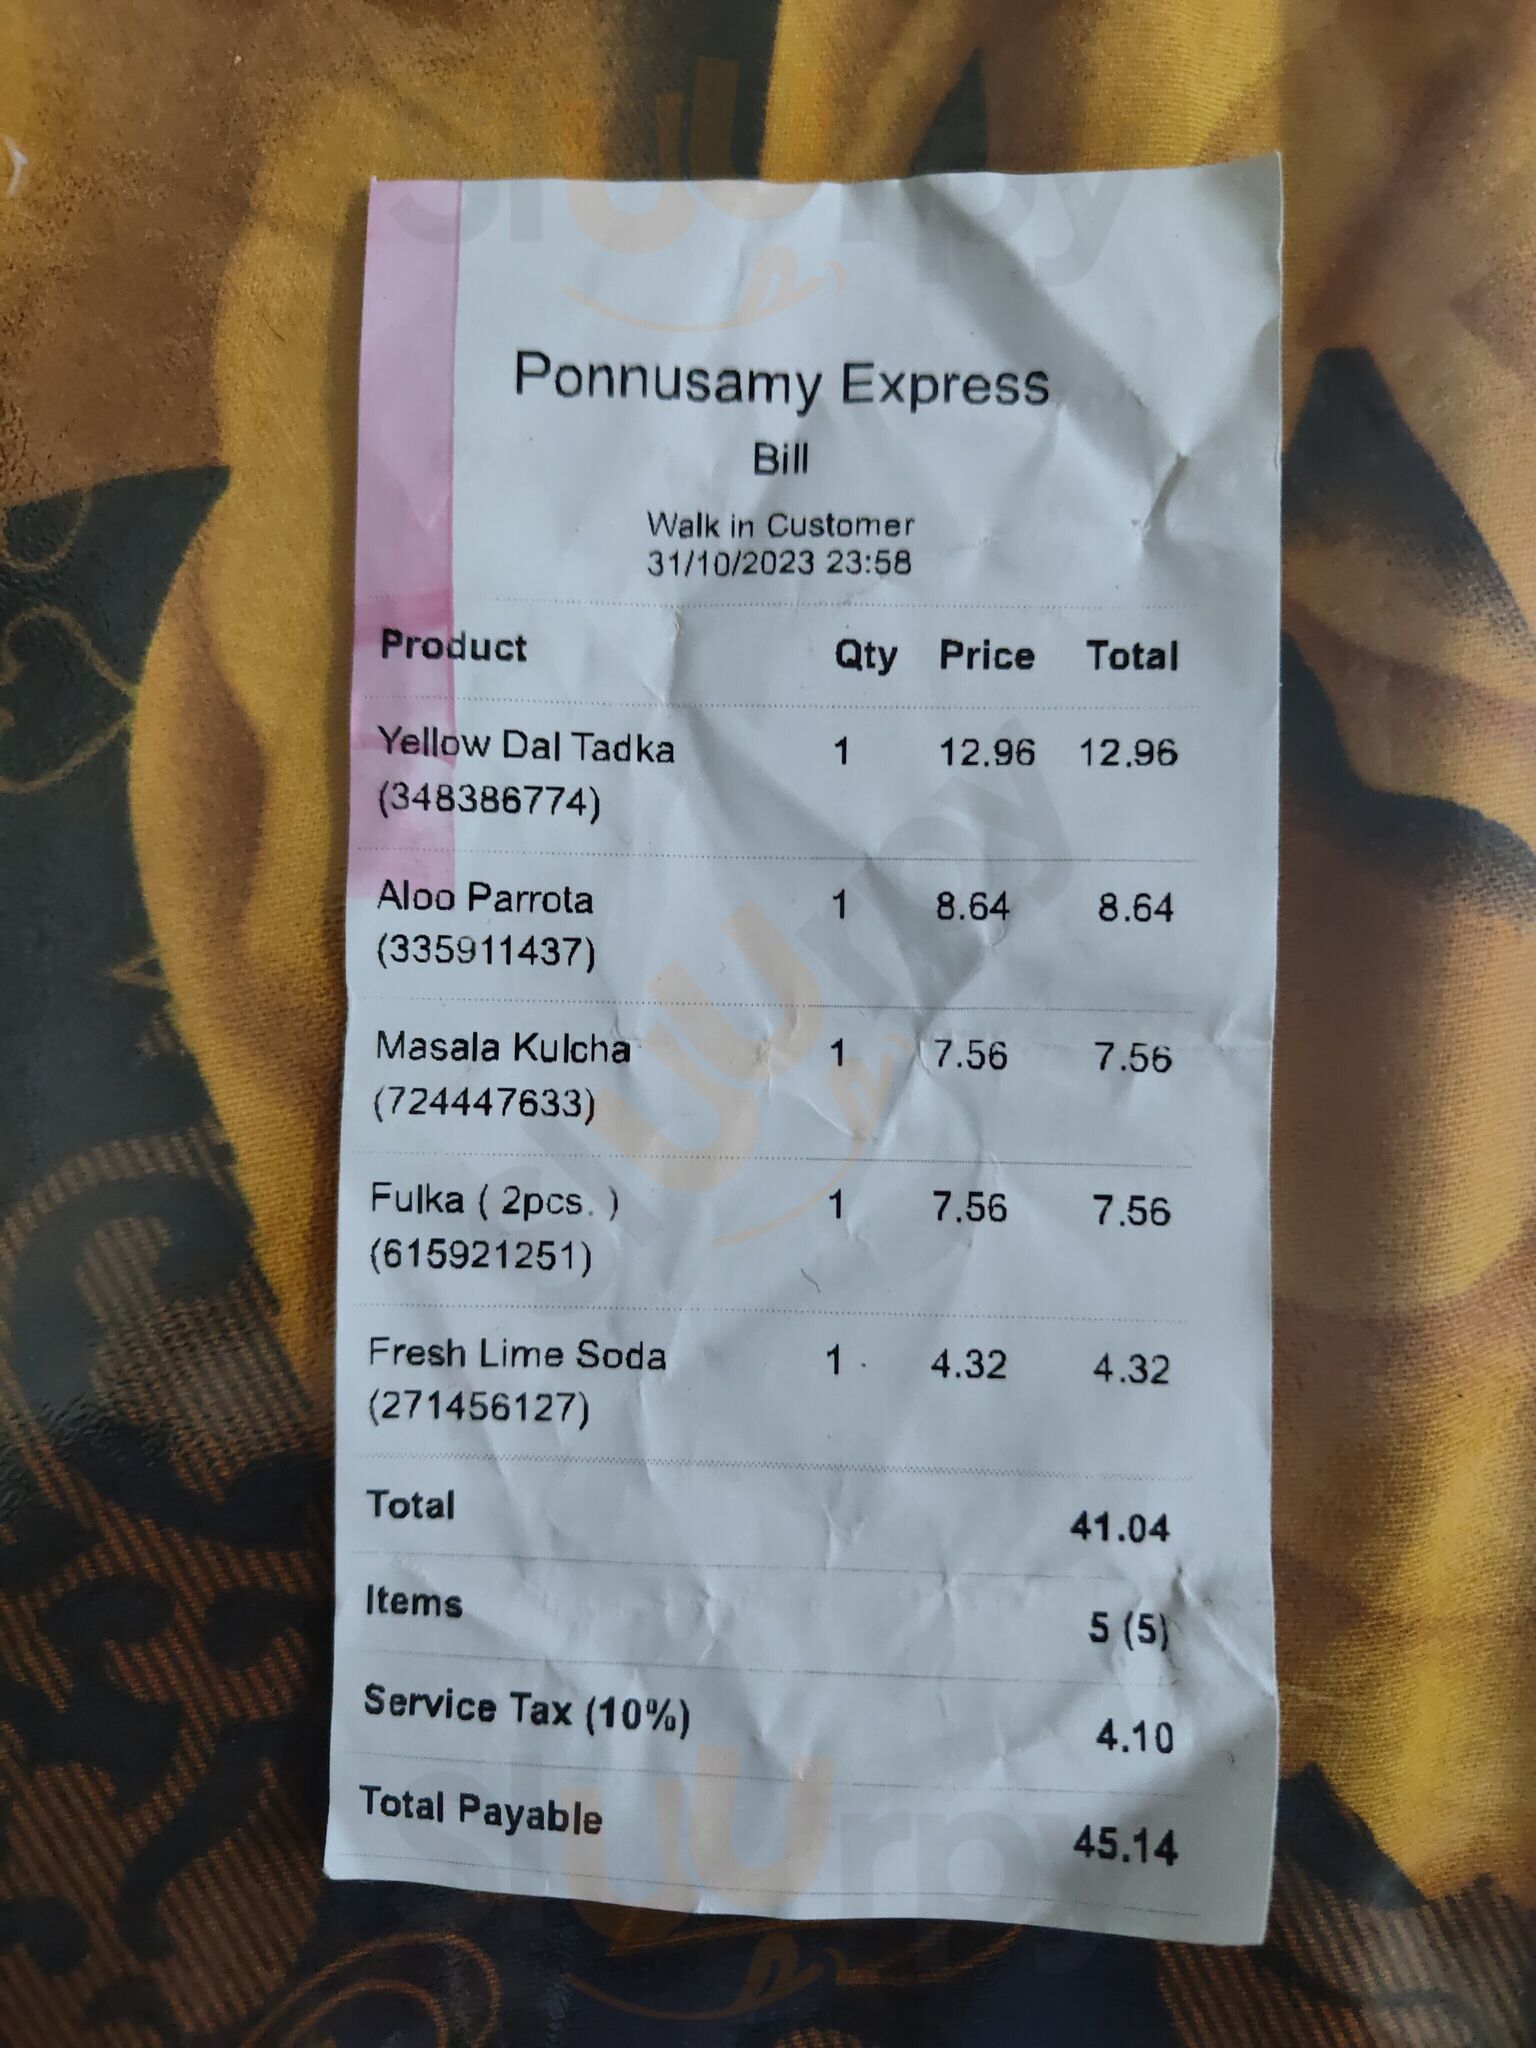 slurpy
Ponnusamy Express
Bill
Walk in Customer
31/10/2023 23:58
Product Qty Price Total
Yellow Dal Tadka 1 12.96 12.96
(348386774)
Aloo Parrota 1 8.64 8.64
(335911437)
Masala Kulcha 1 7.56 7.56
(724447633)
slurpy
Fulka ( 2pcs. ) 1 7.56 7.56
(615921251)
Fresh Lime Soda 1 4.32 4.32
(271456127)
Total 41.04
Items 5 (5)
Service Tax (10%) 4.10
Total Payable 45.14
slurpy